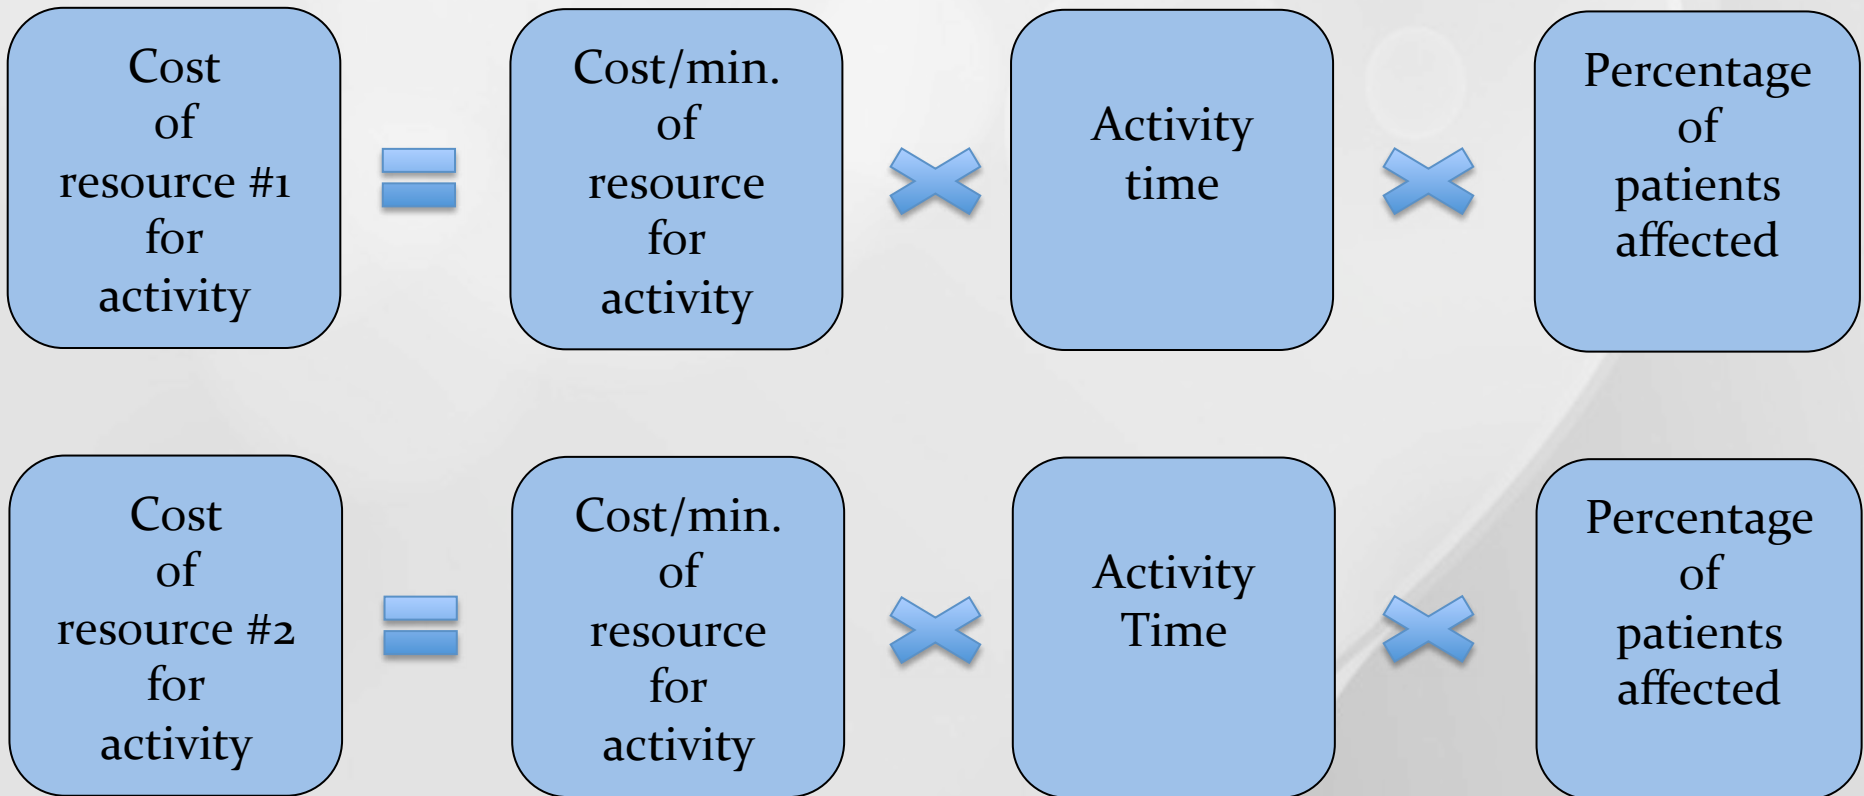 Cost
of
resource #1
for
activity
Cost/min.
of
resource
for
activity
Activity
time
Percentage
of
patients
affected
Cost
of
resource #2
for
activity
Cost/min.
of
resource
for
activity
Activity
Time
Percentage
of
patients
affected